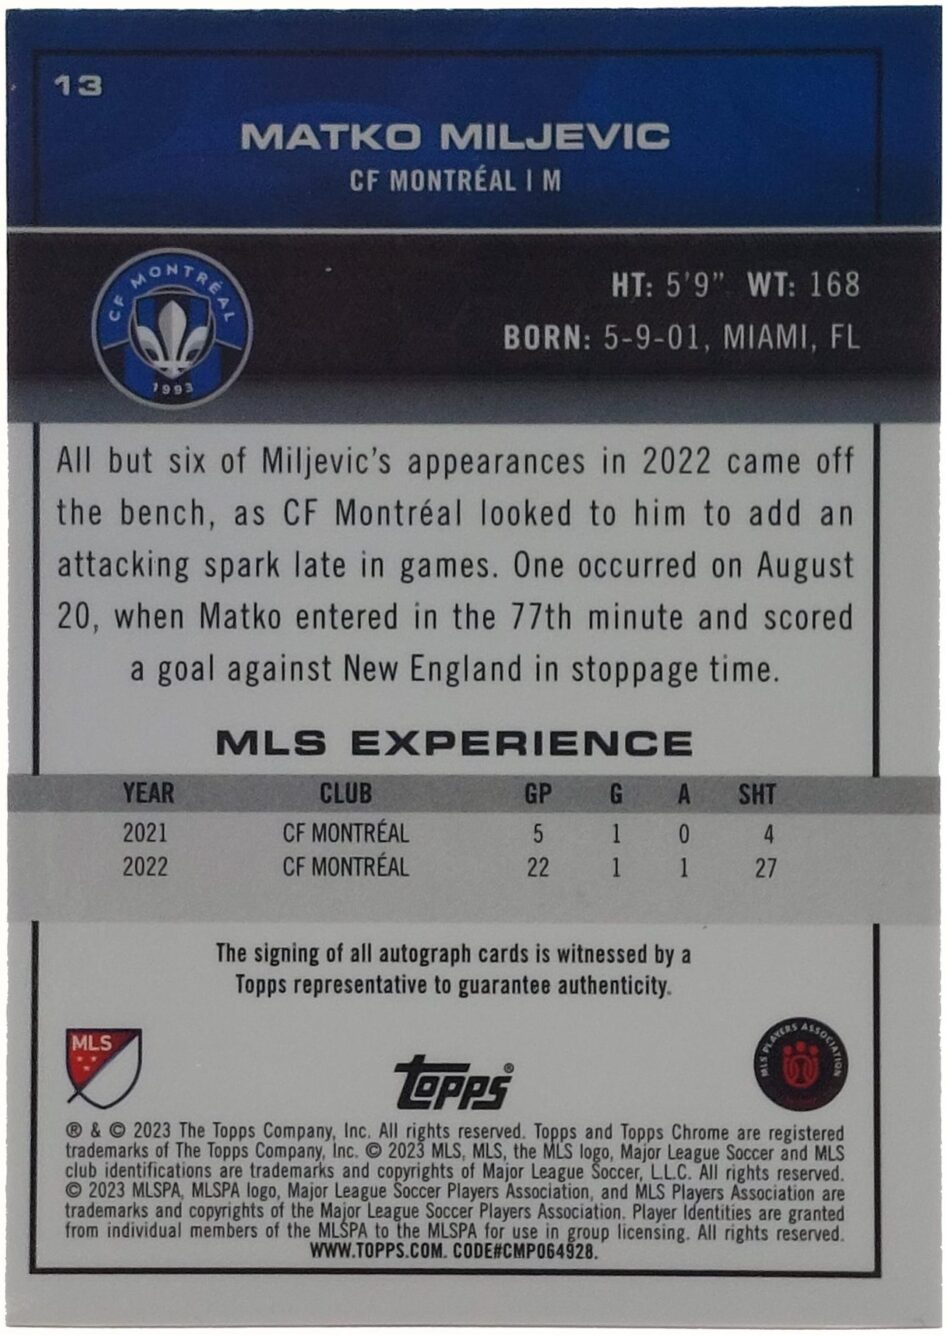 13
MATKO MILJEVIC
CF MONTRÉAL | M
CF MONTRÉAL
1993
HT: 5'9" WT: 168
BORN: 5-9-01, MIAMI, FL
All but six of Miljevic's appearances in 2022 came off
the bench, as CF Montréal looked to him to add an
attacking spark late in games. One occurred on August
20, when Matko entered in the 77th minute and scored
a goal against New England in stoppage time.
MLS EXPERIENCE
YEAR CLUB GP G A SHT
2021 CF MONTRÉAL 5 1 0 4
2022 CF MONTRÉAL 22 1 1 27
The signing of all autograph cards is witnessed by a
Topps representative to guarantee authenticity.
MLS
Topps®
MLS PLAYERS ASSOCIATION
® & © 2023 The Topps Company, Inc. All rights reserved. Topps and Topps Chrome are registered
trademarks of The Topps Company, Inc. © 2023 MLS, MLS, the MLS logo, Major League Soccer and MLS
club identifications are trademarks and copyrights of Major League Soccer, L.L.C. All rights reserved.
© 2023 MLSPA, MLSPA logo, Major League Soccer Players Association, and MLS Players Association are
trademarks and copyrights of the Major League Soccer Players Association. Player Identities are granted
from individual members of the MLSPA to the MLSPA for use in group licensing. All rights reserved.
WWW.TOPPS.COM. CODE#CMP064928.